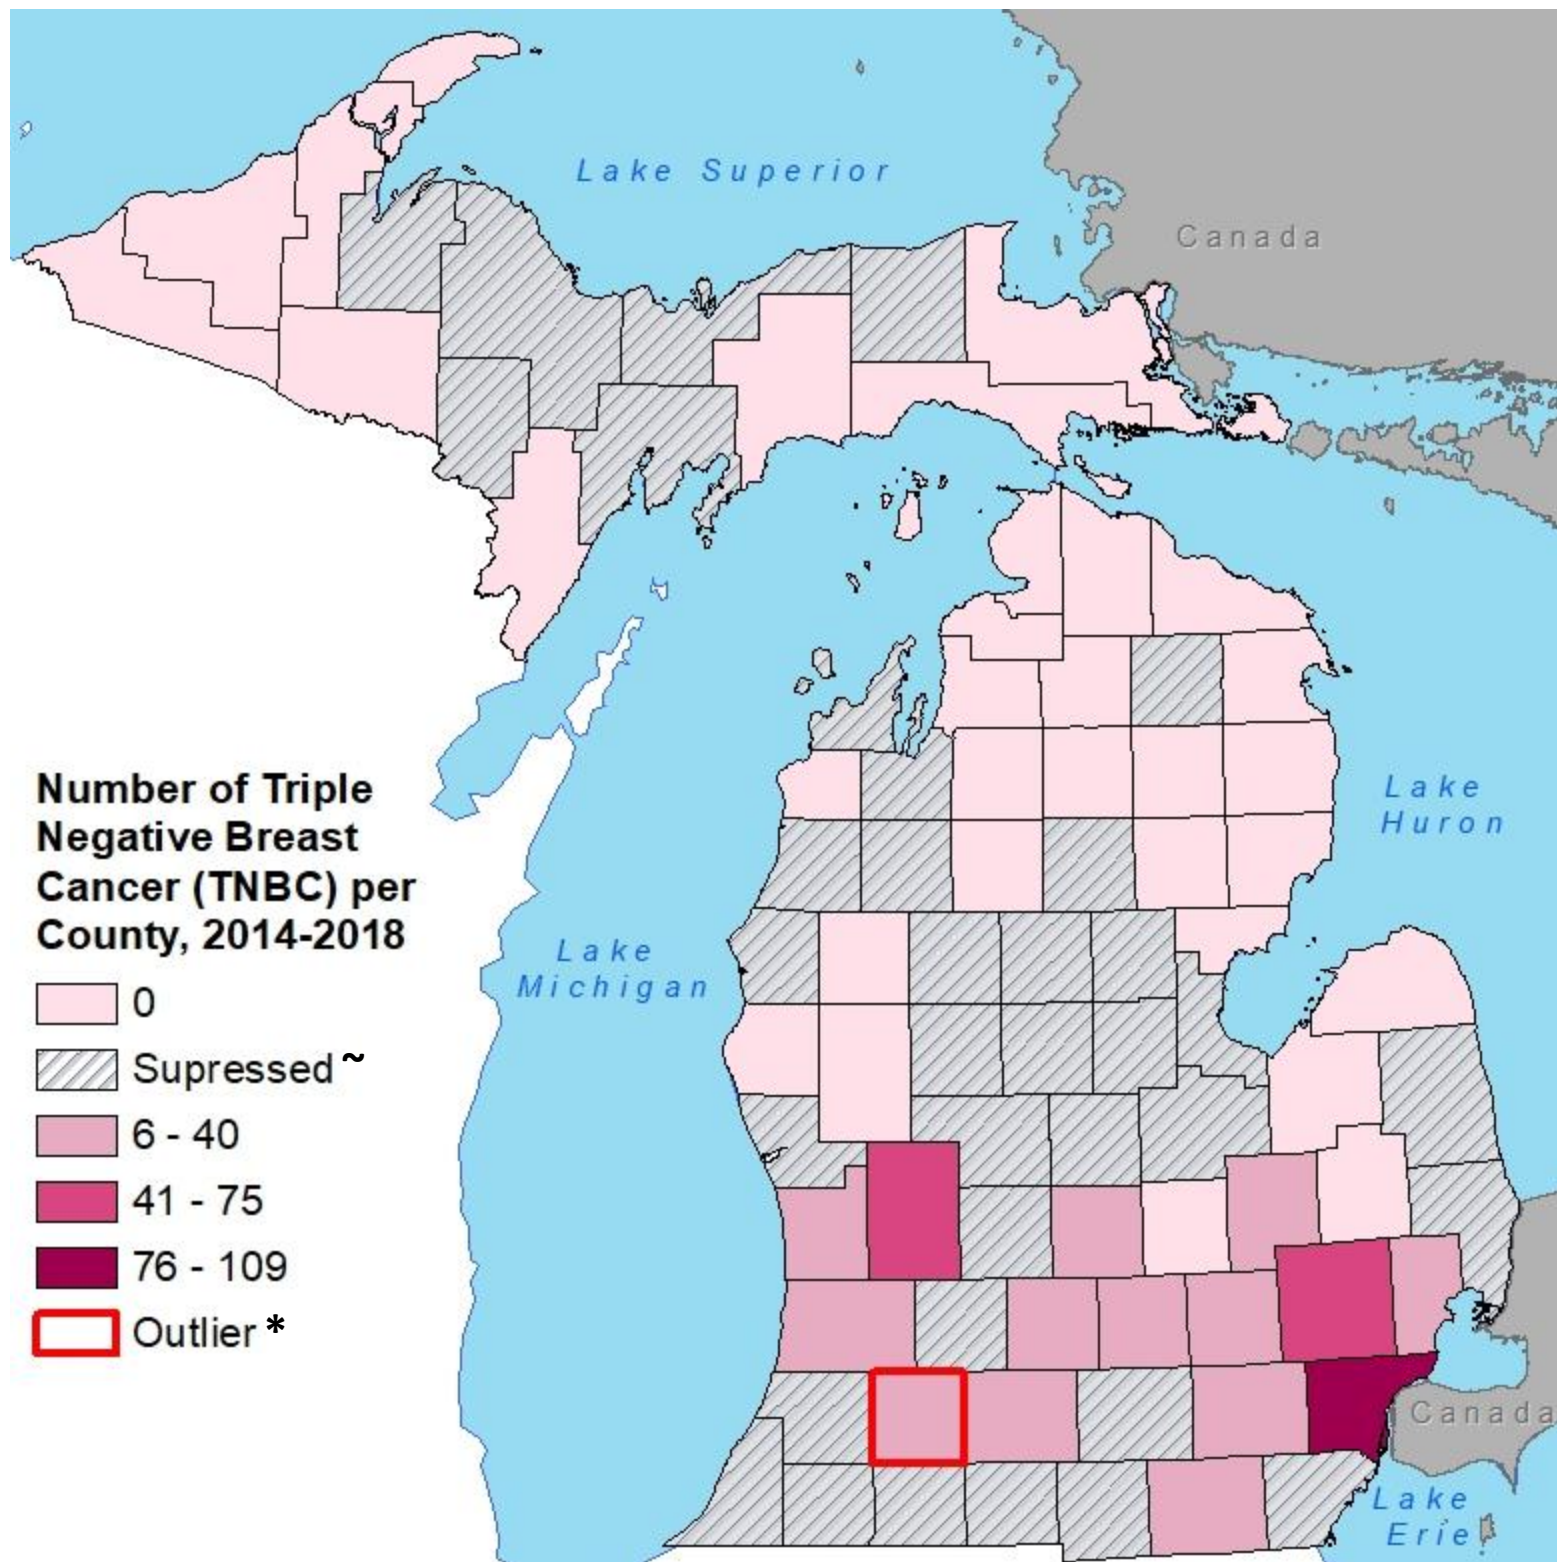 Lake Superior
Canada
Number of Triple
Negative Breast
Cancer (TNBC) per
County, 2014-2018
0
Supressed ~
6 - 40
41 - 75
76 - 109
Outlier *
Lake
Michigan
Lake
Huron
Canada
Lake
Erie